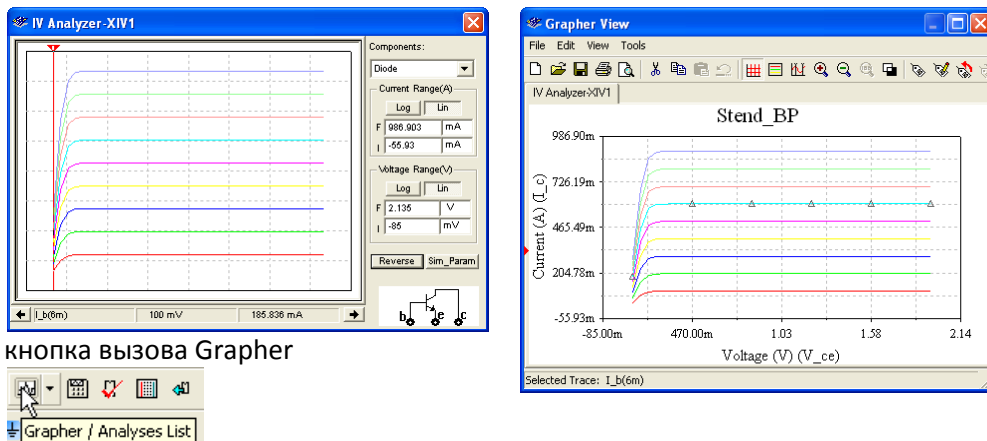 IV Analyzer-XIV1
Components:
Diode
Current Range(A)
Log Lin
F 986.903 mA
I -55.93 mA
Voltage Range(V)
Log Lin
F 2.135 V
I -85 mV
Reverse Sim_Param
b e c
I_b(6m) 100 mV 185.836 mA
кнопка вызова Grapher
Grapher / Analyses List
Grapher View
File Edit View Tools
IV Analyzer-XIV1
Stend_BP
Current (A) (I_c)
986.90m
726.19m
465.49m
204.78m
-55.93m
-85.00m 470.00m 1.03 1.58 2.14
Voltage (V) (V_ce)
Selected Trace: I_b(6m)